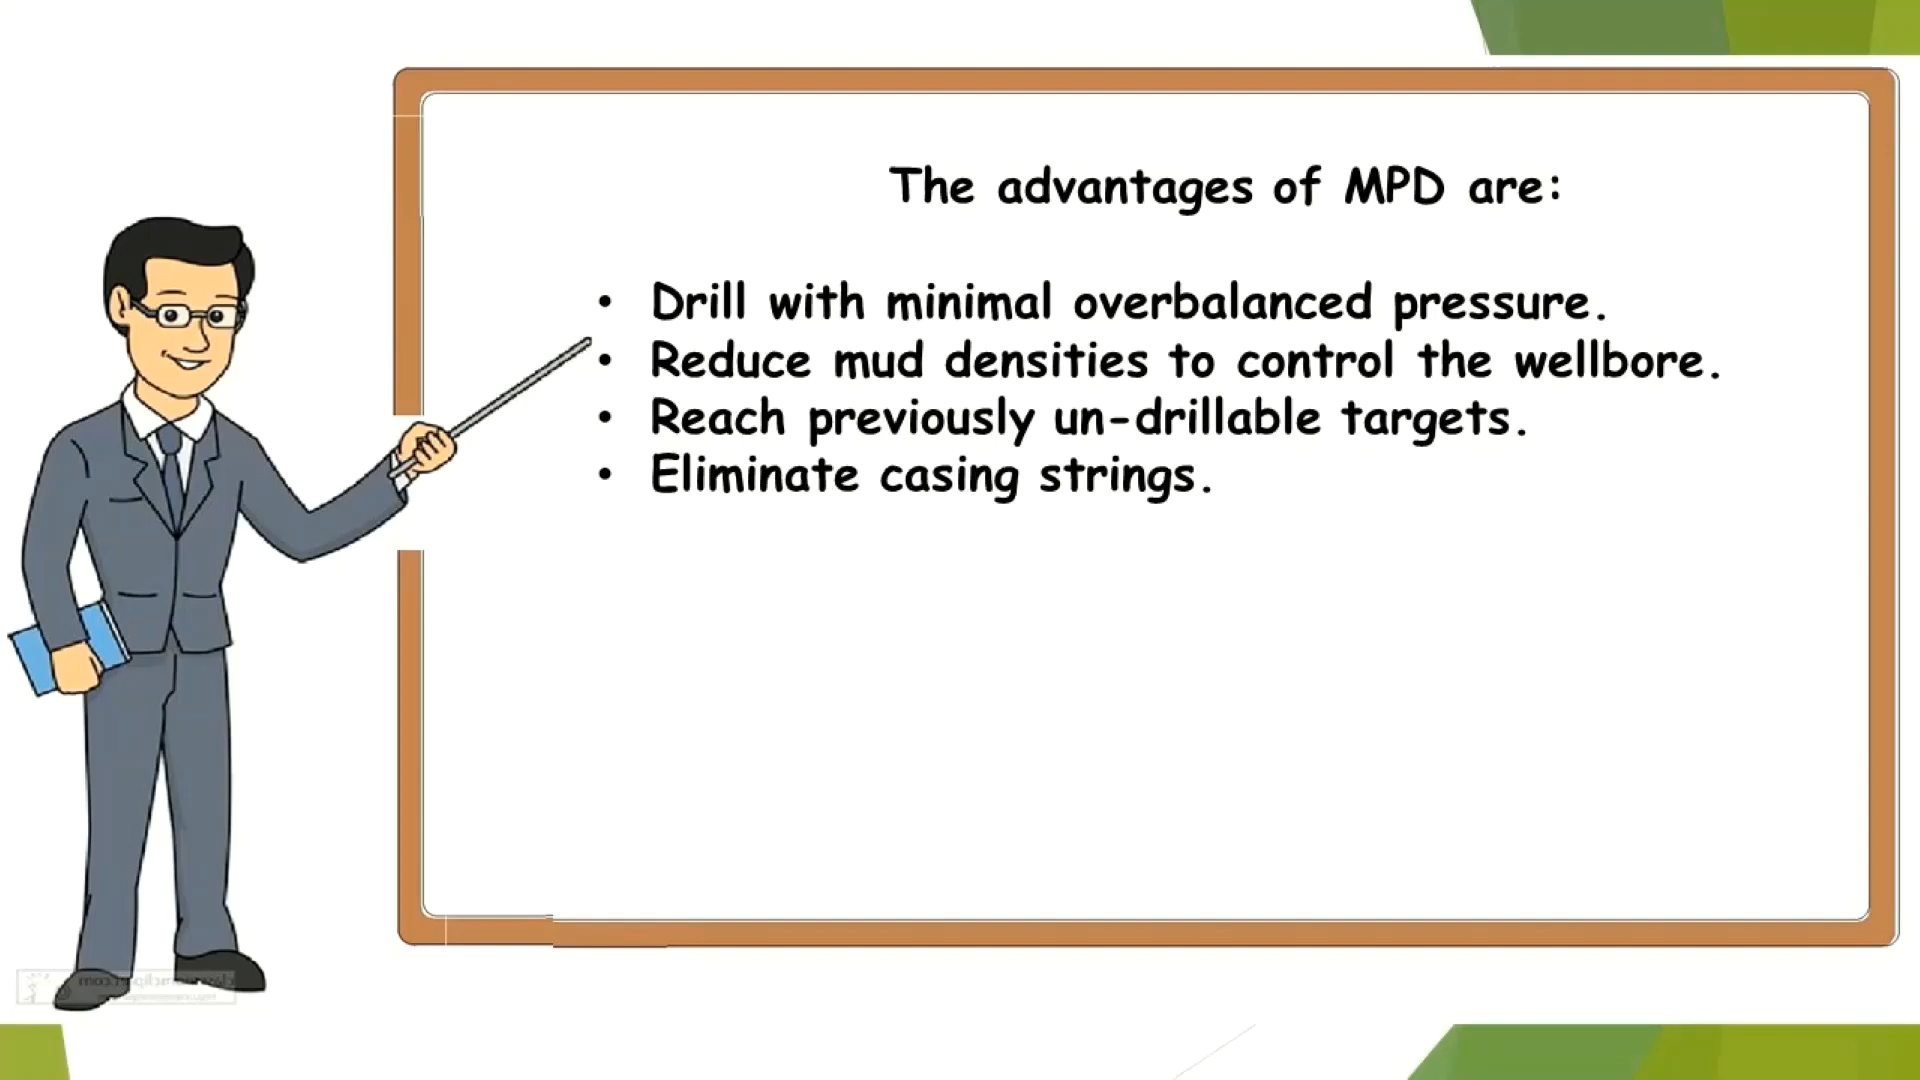 The advantages of MPD are:
• Drill with minimal overbalanced pressure.
• Reduce mud densities to control the wellbore.
• Reach previously un-drillable targets.
• Eliminate casing strings.